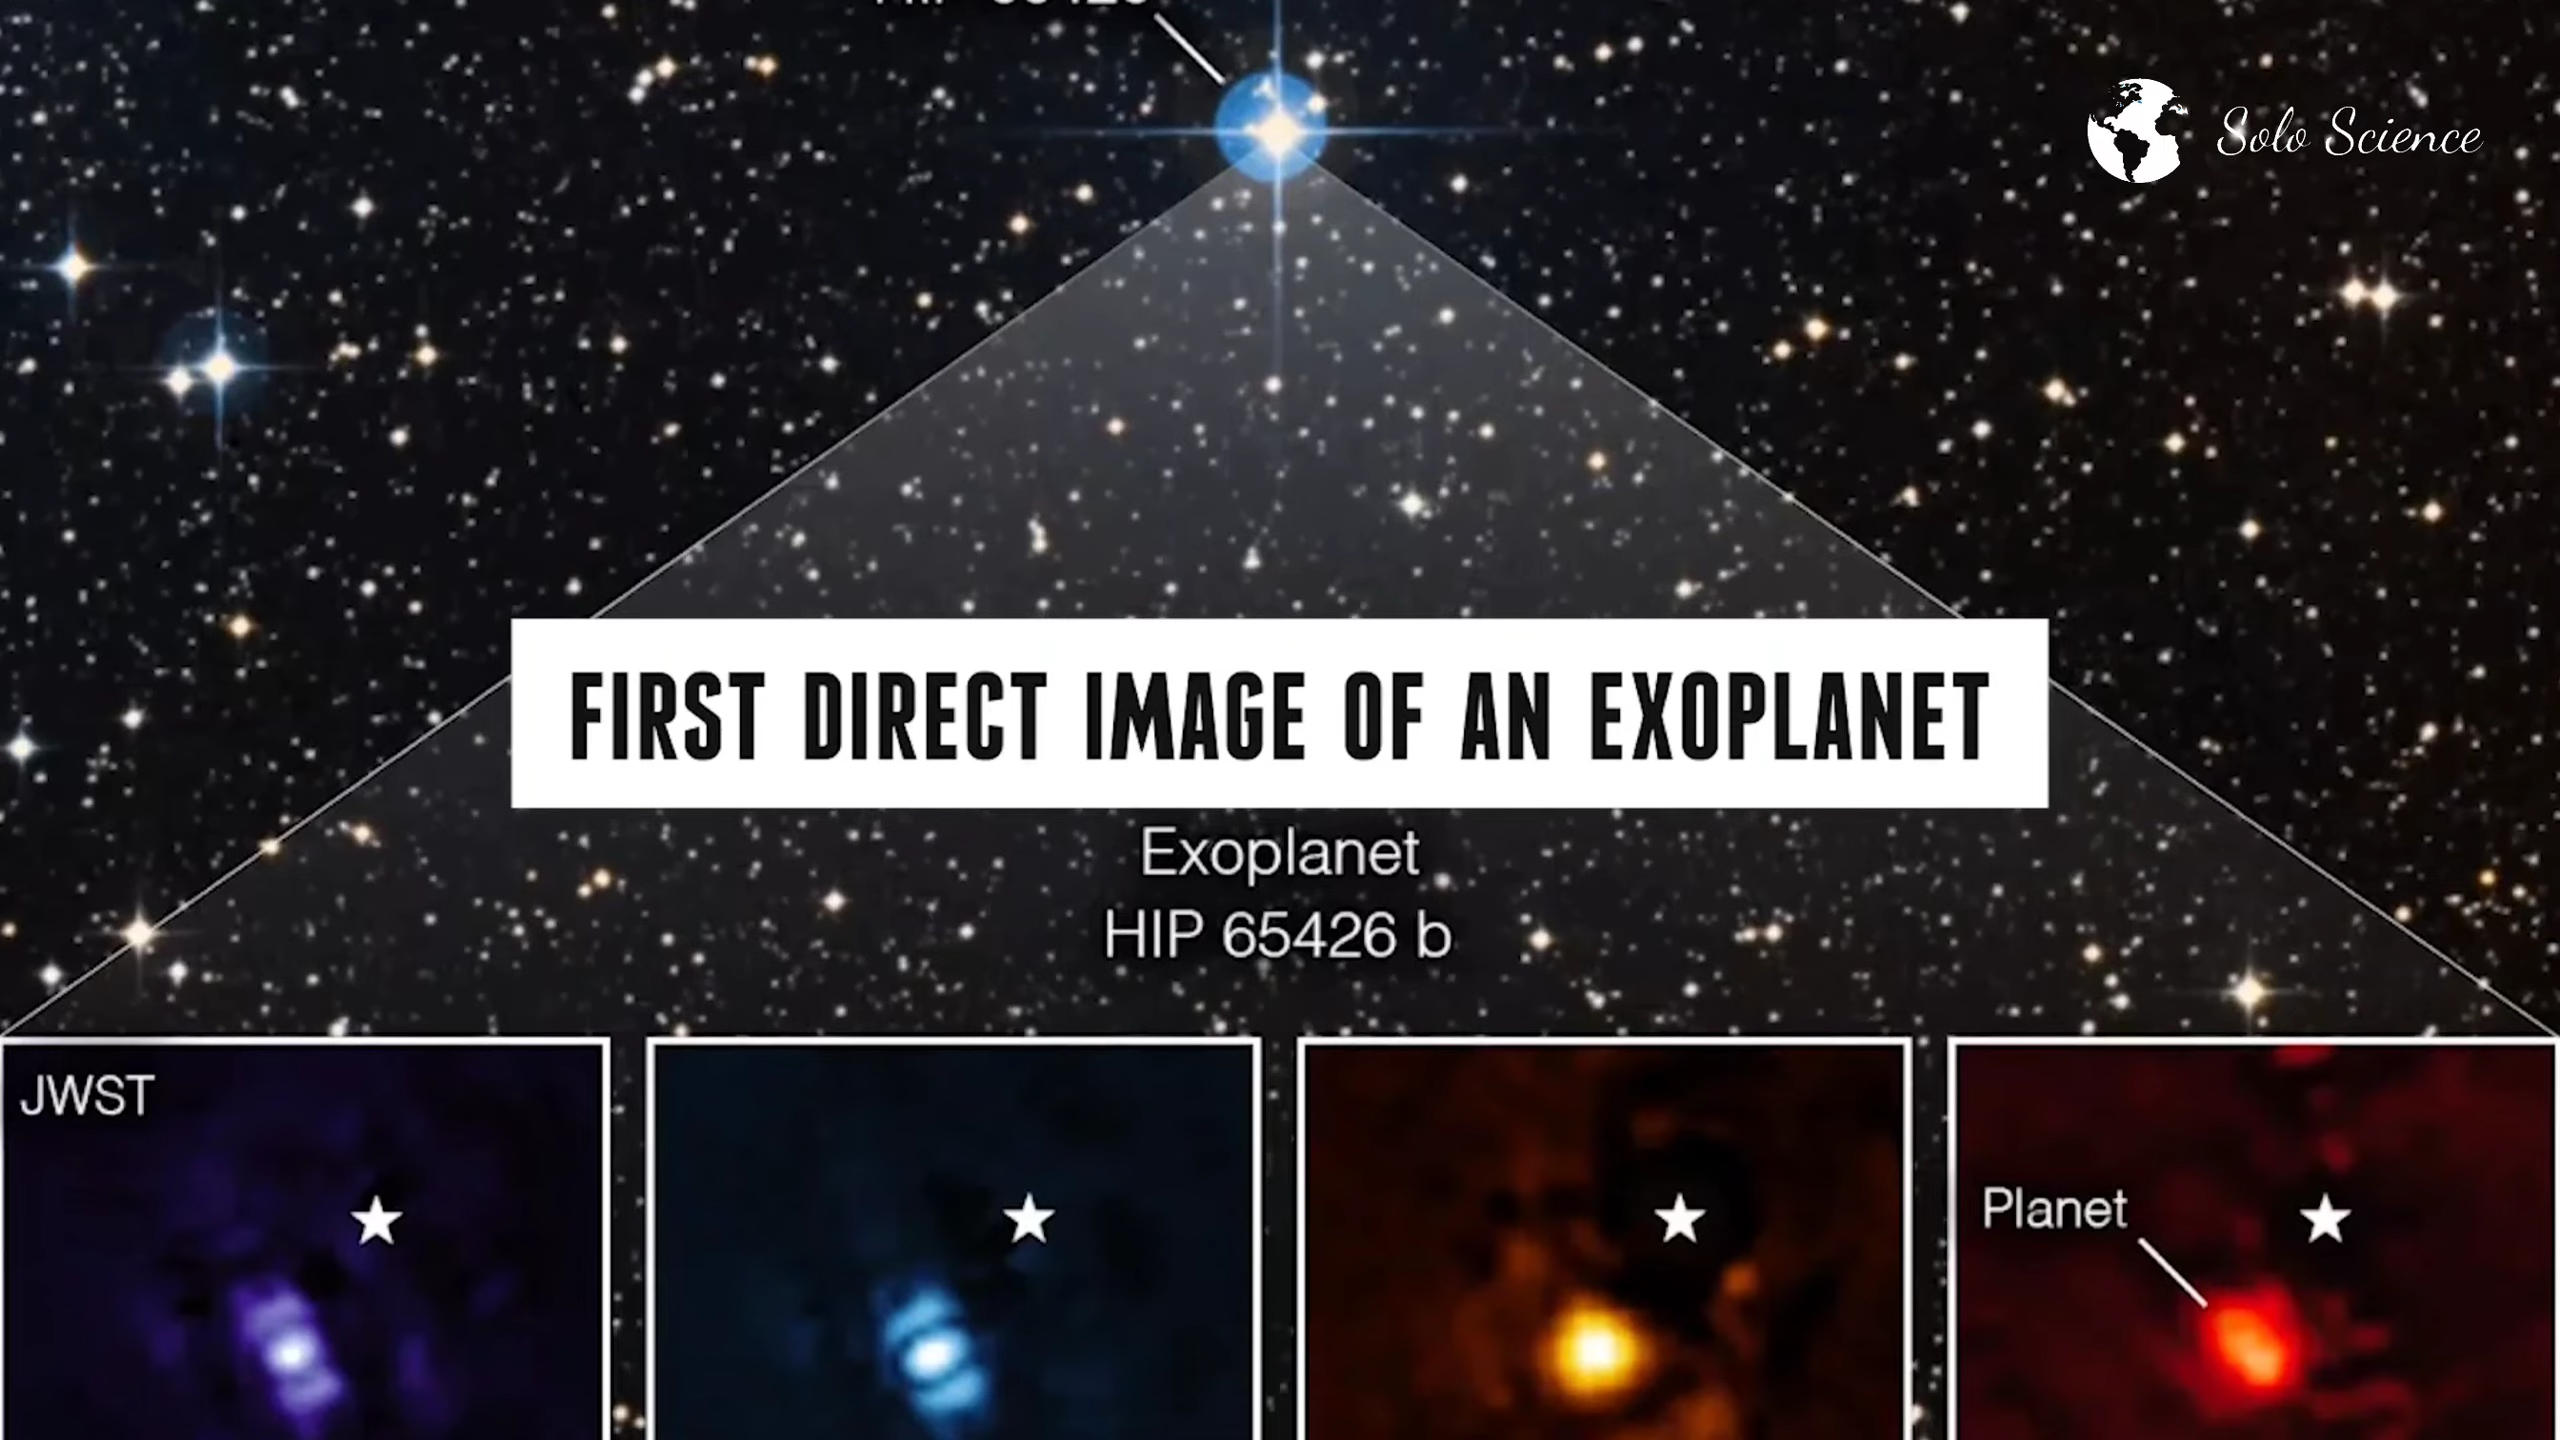 Solo Science
FIRST DIRECT IMAGE OF AN EXOPLANET
Exoplanet
HIP 65426 b
JWST
Planet